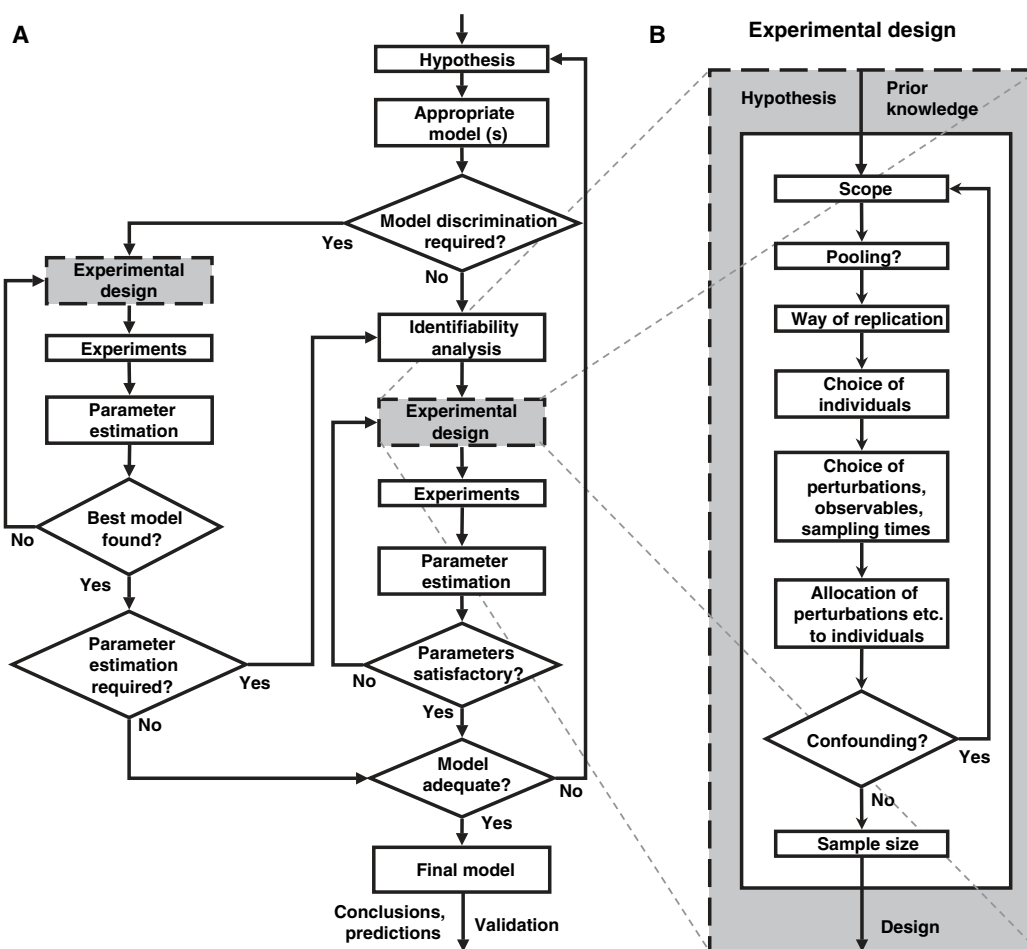 A
Hypothesis
Appropriate
model (s)
Model discrimination
required?
Yes
No
Experimental
design
Experiments
Parameter
estimation
Best model
found?
No
Yes
Parameter
estimation
required?
Yes
No
Identifiability
analysis
Experimental
design
Experiments
Parameter
estimation
Parameters
satisfactory?
No
Yes
Model
adequate?
No
Yes
Final model
Conclusions,
predictions
Validation
B
Experimental design
Hypothesis
Prior
knowledge
Scope
Pooling?
Way of replication
Choice of
individuals
Choice of
perturbations,
observables,
sampling times
Allocation of
perturbations etc.
to individuals
Confounding?
Yes
No
Sample size
Design